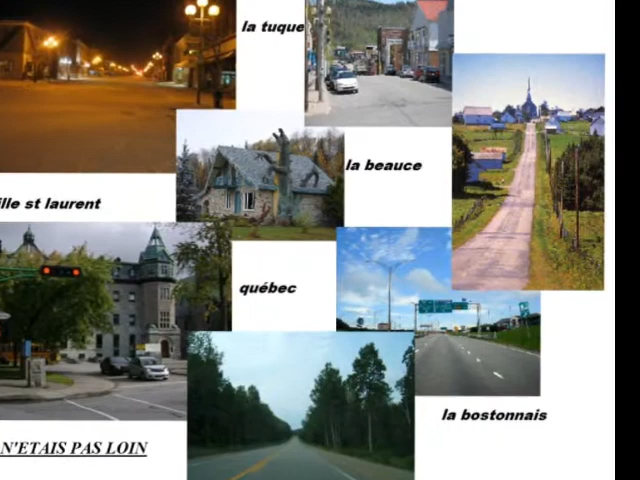 la tuque
la beauce
ille st laurent
québec
la bostonnais
N'ETAIS PAS LOIN